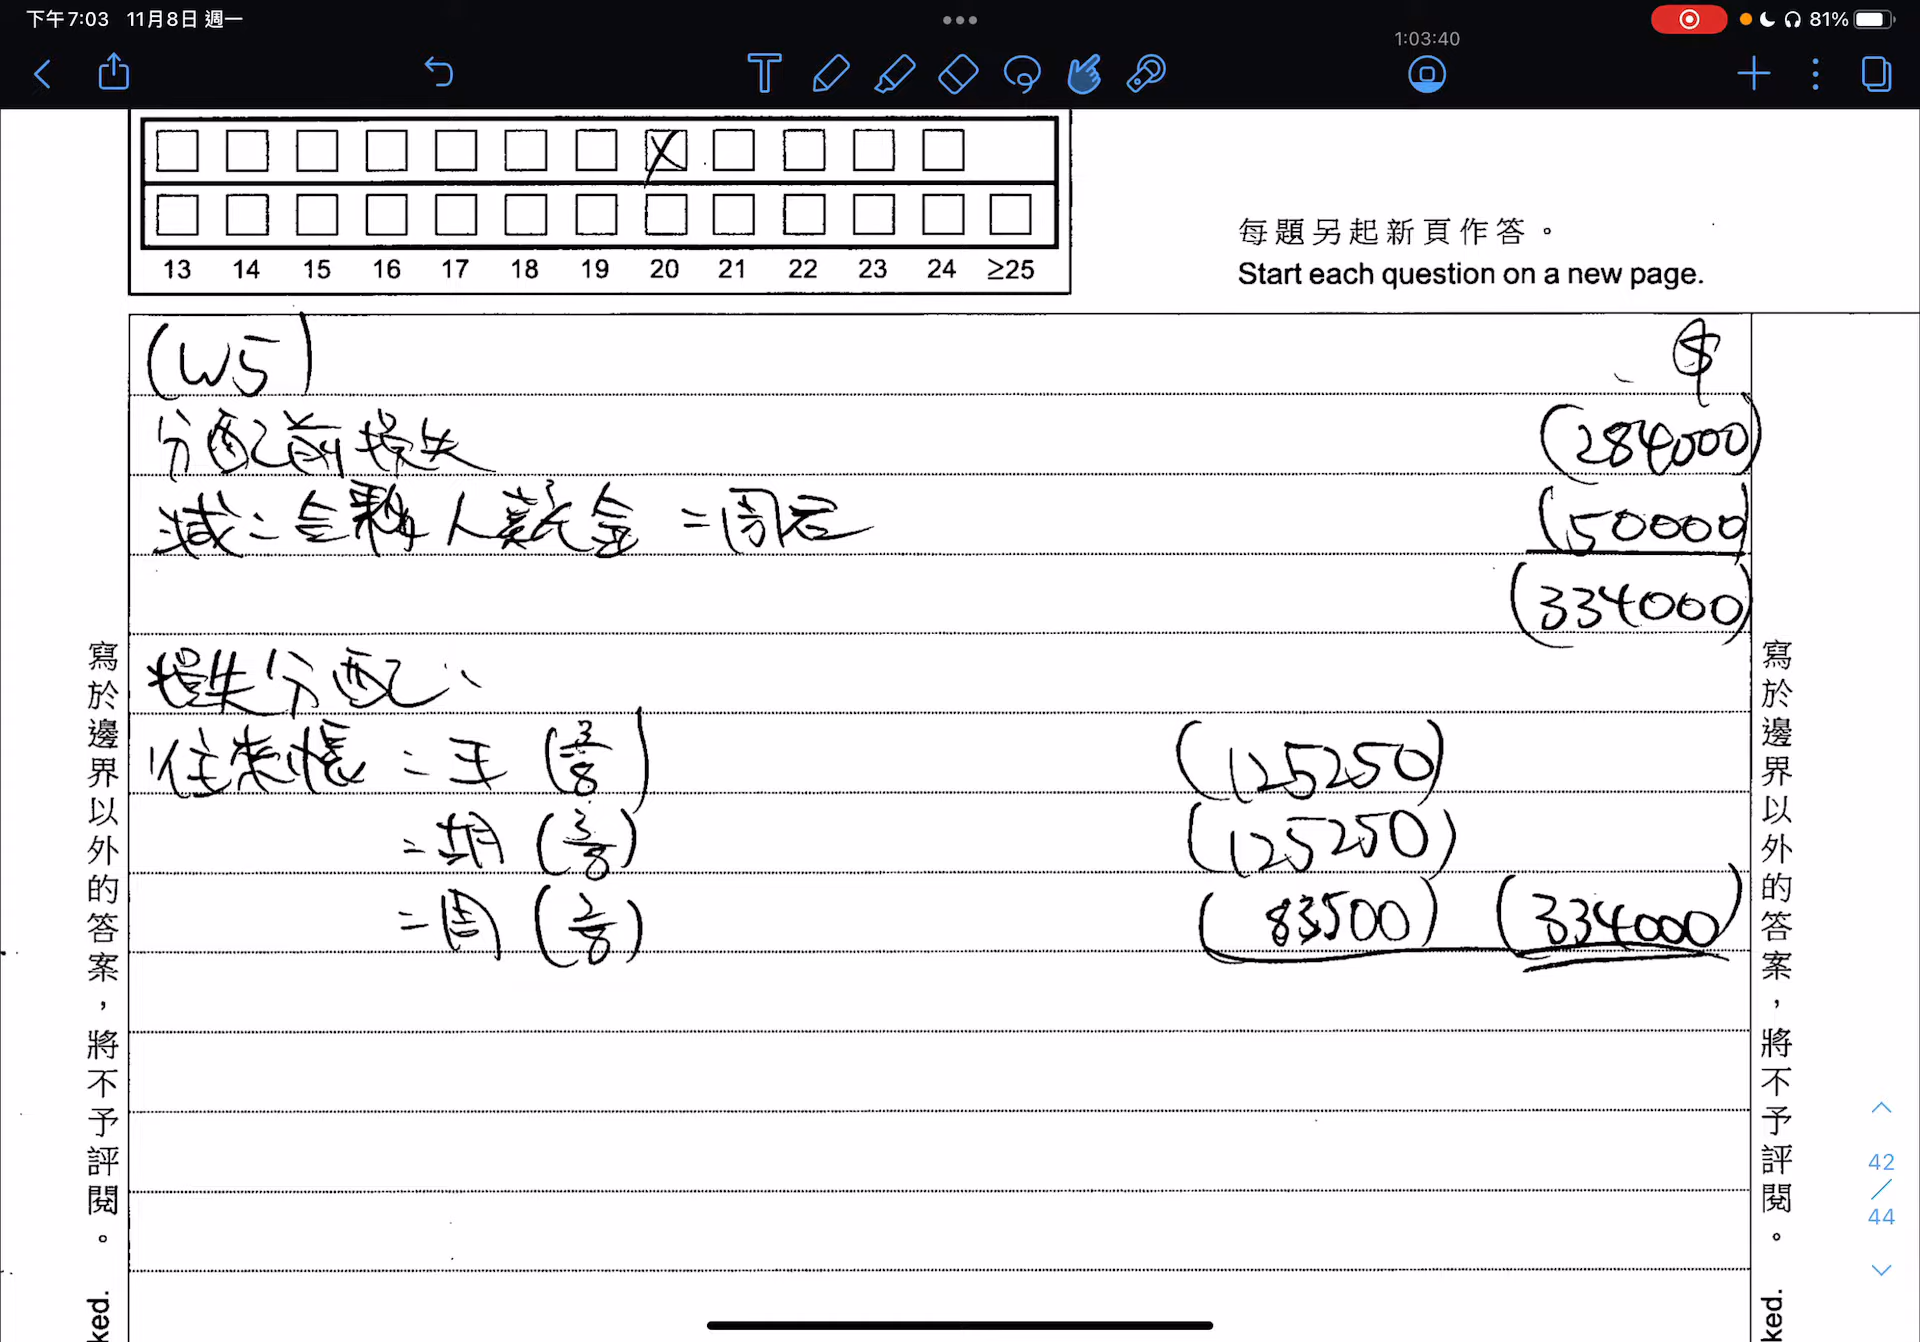 下午7:03 11月8日 週一
81%
1:03:40
13 14 15 16 17 18 19 20 21 22 23 24 ≥25
每題另起新頁作答。
Start each question on a new page.
(W5) $
分配前損失 (284000)
減：合夥人薪金 = 周君 (50000)
(334000)
損失分配：
往來帳 = 王 (3/8) (125250)
= 胡 (3/8) (125250)
= 周 (2/8) (83500) (334000)
寫於邊界以外的答案，將不予評閱。
寫於邊界以外的答案，將不予評閱。
ked.
ked.
42
/
44